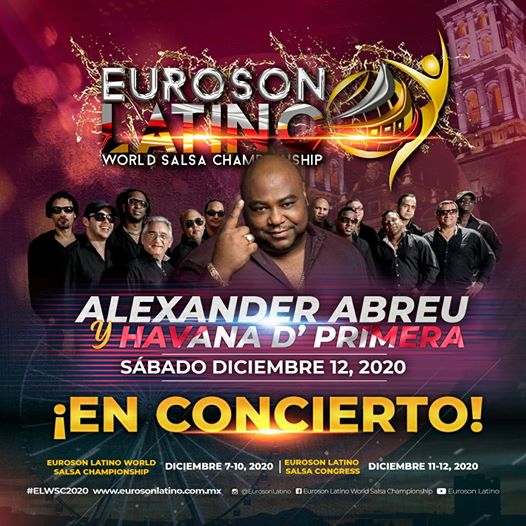 EUROSON
LATINO
WORLD SALSA CHAMPIONSHIP
ALEXANDER ABREU
Y HAVANA D' PRIMERA
SÁBADO DICIEMBRE 12, 2020
¡EN CONCIERTO!
EUROSON LATINO WORLD
SALSA CHAMPIONSHIP
DICIEMBRE 7-10, 2020
EUROSON LATINO
SALSA CONGRESS
DICIEMBRE 11-12, 2020
#ELWSC2020 www.eurosonlatino.com.mx @EurosonLatino Euroson Latino World Salsa Championship Euroson Latino